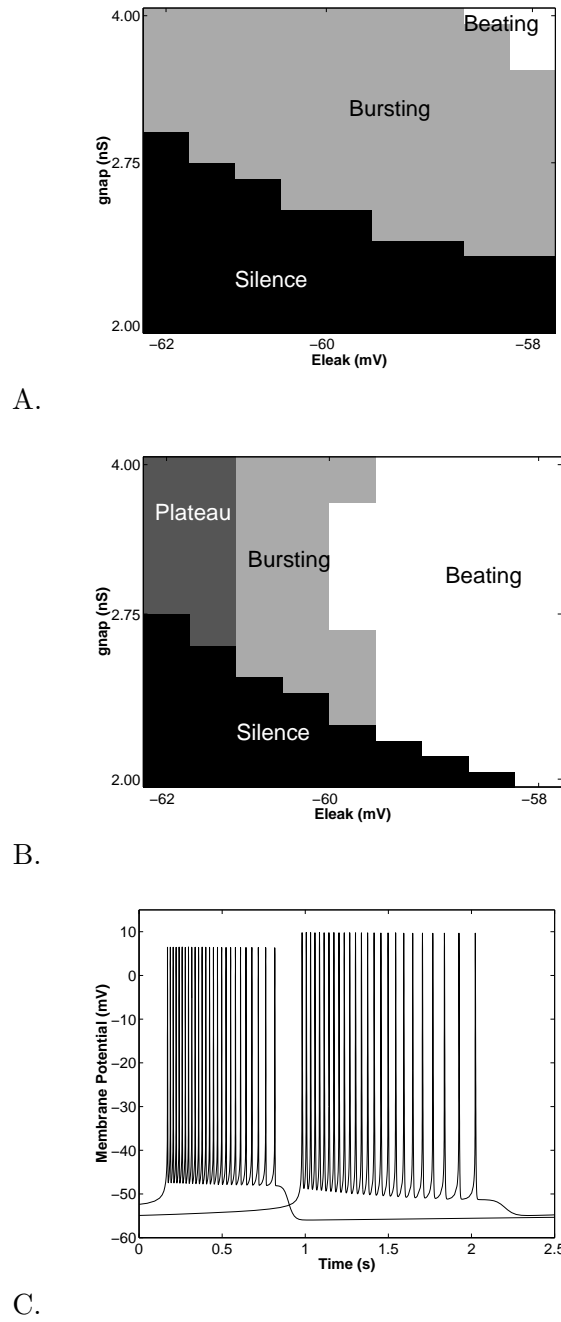 4.00
Beating
Bursting
gnap (nS)
2.75
Silence
2.00
−62
−60
−58
Eleak (mV)
A.
4.00
Plateau
Bursting
Beating
gnap (nS)
2.75
Silence
2.00
−62
−60
−58
Eleak (mV)
B.
10
0
−10
−20
−30
−40
−50
−60
Membrane Potential (mV)
0
0.5
1
1.5
2
2.5
Time (s)
C.